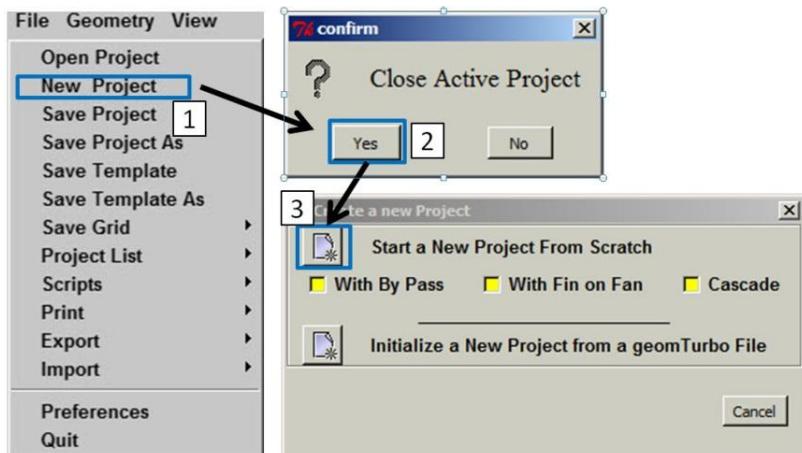 File Geometry View
Open Project
New Project
1
Save Project
Save Project As
Save Template
Save Template As
Save Grid
Project List
Scripts
Print
Export
Import
Preferences
Quit
confirm
Close Active Project
Yes
2
No
3
a new Project
Start a New Project From Scratch
With By Pass With Fin on Fan Cascade
Initialize a New Project from a geomTurbo File
Cancel